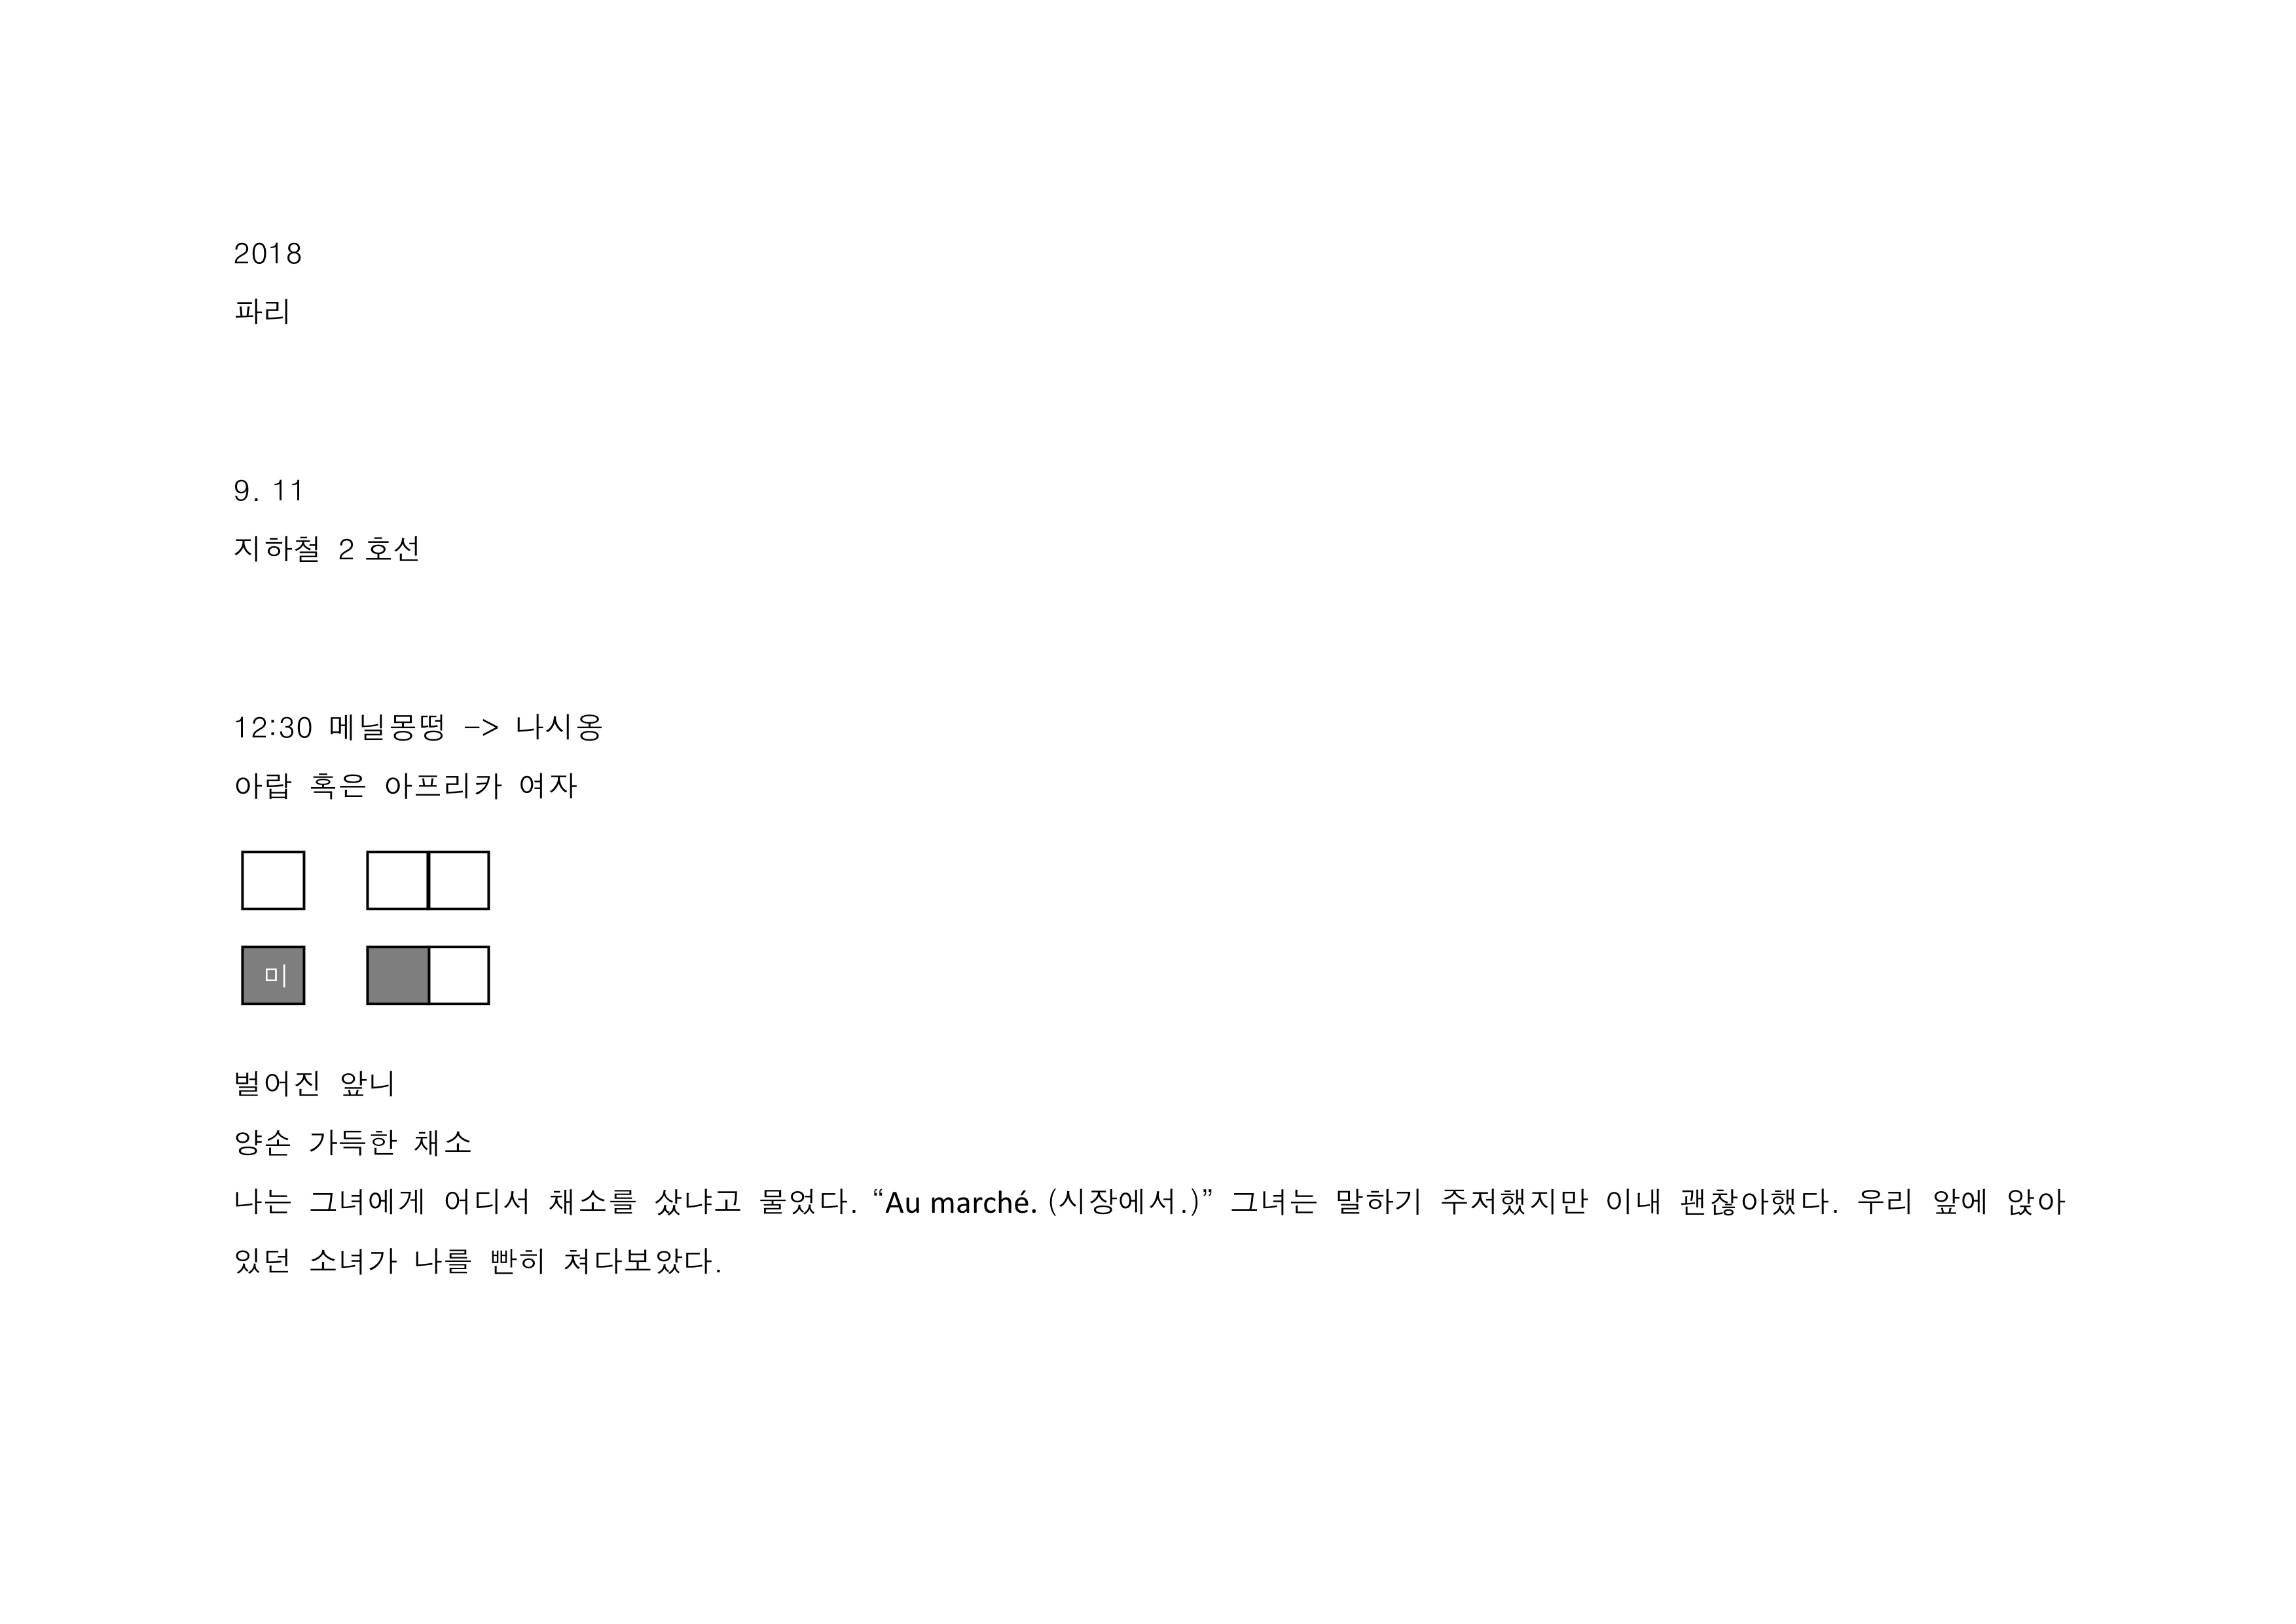 2018
파리
9. 11
지하철 2호선
12:30 메닐몽떵 -> 나시옹
아랍 혹은 아프리카 여자
미
벌어진 앞니
양손 가득한 채소
나는 그녀에게 어디서 채소를 샀냐고 물었다. “Au marché. (시장에서.)” 그녀는 말하기 주저했지만 이내 괜찮아했다. 우리 앞에 앉아
있던 소녀가 나를 빤히 쳐다보았다.